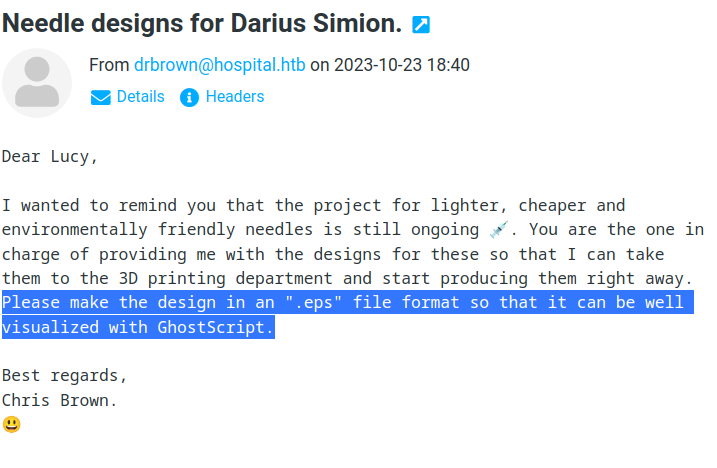 Needle designs for Darius Simion.
From drbrown@hospital.htb on 2023-10-23 18:40
Details Headers
Dear Lucy,
I wanted to remind you that the project for lighter, cheaper and
environmentally friendly needles is still ongoing 💉. You are the one in
charge of providing me with the designs for these so that I can take
them to the 3D printing department and start producing them right away.
Please make the design in an ".eps" file format so that it can be well
visualized with GhostScript.
Best regards,
Chris Brown.
😃